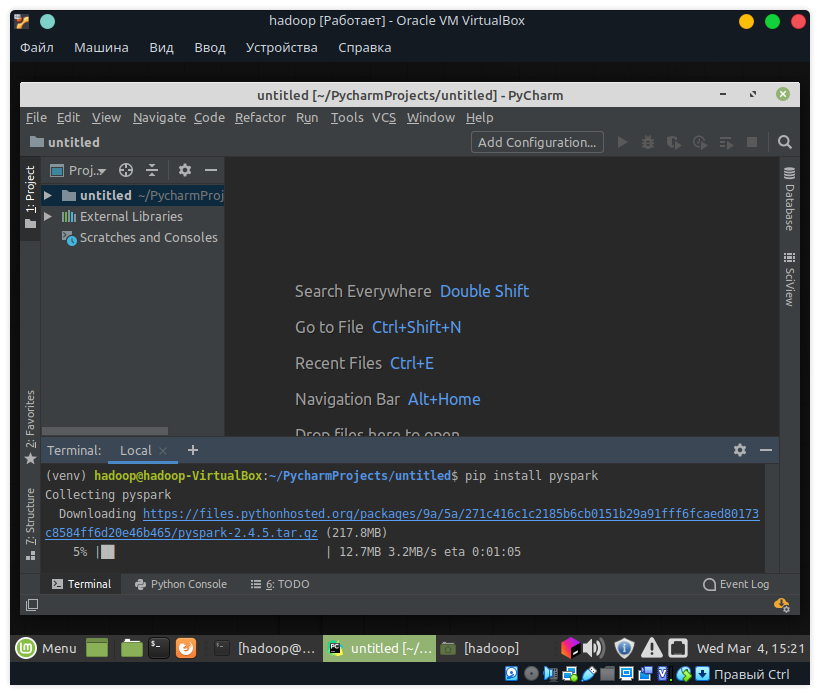 hadoop [Работает] - Oracle VM VirtualBox
Файл Машина Вид Ввод Устройства Справка
untitled [~/PycharmProjects/untitled] - PyCharm
File Edit View Navigate Code Refactor Run Tools VCS Window Help
untitled Add Configuration...
1: Project
Proj..
untitled ~/PycharmProj
External Libraries
Scratches and Consoles
Database
SciView
Search Everywhere Double Shift
Go to File Ctrl+Shift+N
Recent Files Ctrl+E
Navigation Bar Alt+Home
Drop files here to open
2: Favorites
7: Structure
Terminal: Local × +
(venv) hadoop@hadoop-VirtualBox:~/PycharmProjects/untitled$ pip install pyspark
Collecting pyspark
Downloading https://files.pythonhosted.org/packages/9a/5a/271c416c1c2185b6cb0151b29a91fff6fcaed80173
c8584ff6d20e46b465/pyspark-2.4.5.tar.gz (217.8MB)
5% |██ | 12.7MB 3.2MB/s eta 0:01:05
Terminal Python Console 6: TODO Event Log
Menu [hadoop@... untitled [~/... [hadoop] Wed Mar 4, 15:21
Правый Ctrl